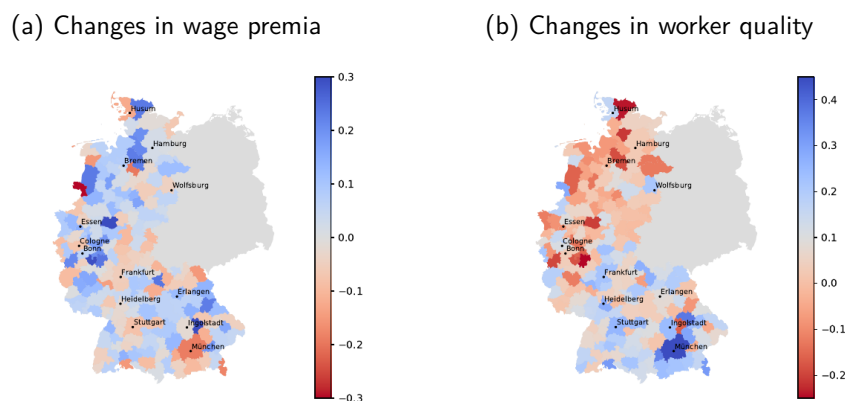 (a) Changes in wage premia
(b) Changes in worker quality
Husum
Hamburg
Bremen
Wolfsburg
Essen
Cologne
Bonn
Frankfurt
Erlangen
Heidelberg
Stuttgart
Ingolstadt
München
0.3
0.2
0.1
0.0
−0.1
−0.2
−0.3
Husum
Hamburg
Bremen
Wolfsburg
Essen
Cologne
Bonn
Frankfurt
Erlangen
Heidelberg
Stuttgart
Ingolstadt
München
0.4
0.3
0.2
0.1
0.0
−0.1
−0.2